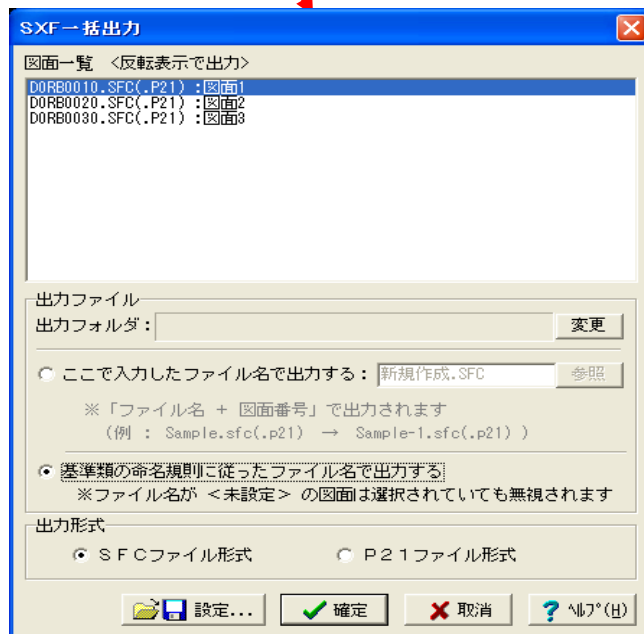 SXF一括出力
図面一覧 <反転表示で出力>
D0RB0010.SFC(.P21) :図面1
D0RB0020.SFC(.P21) :図面2
D0RB0030.SFC(.P21) :図面3
出力ファイル
出力フォルダ:
変更
ここで入力したファイル名で出力する:
新規作成.SFC
参照
※「ファイル名 + 図面番号」で出力されます
(例 : Sample.sfc(.p21) → Sample-1.sfc(.p21) )
基準類の命名規則に従ったファイル名で出力する
※ファイル名が <未設定> の図面は選択されていても無視されます
出力形式
SFCファイル形式 P21ファイル形式
設定... 確定 取消 ヘルプ(H)